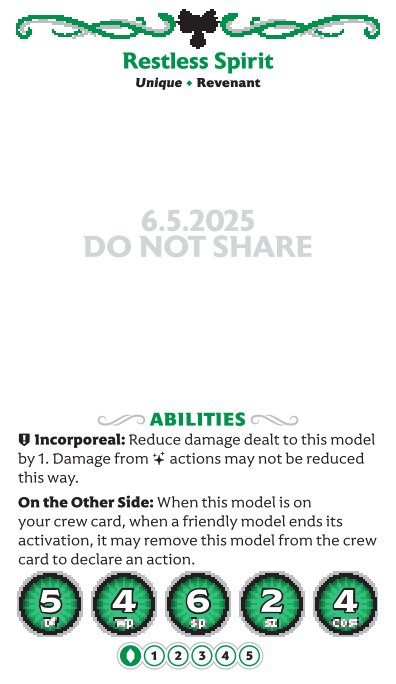 Restless Spirit
Unique ⬥ Revenant
6.5.2025
DO NOT SHARE
ABILITIES
Incorporeal: Reduce damage dealt to this model
by 1. Damage from actions may not be reduced
this way.
On the Other Side: When this model is on
your crew card, when a friendly model ends its
activation, it may remove this model from the crew
card to declare an action.
5 4 6 2 4
Df Wp Sp Sz Cost
1 2 3 4 5